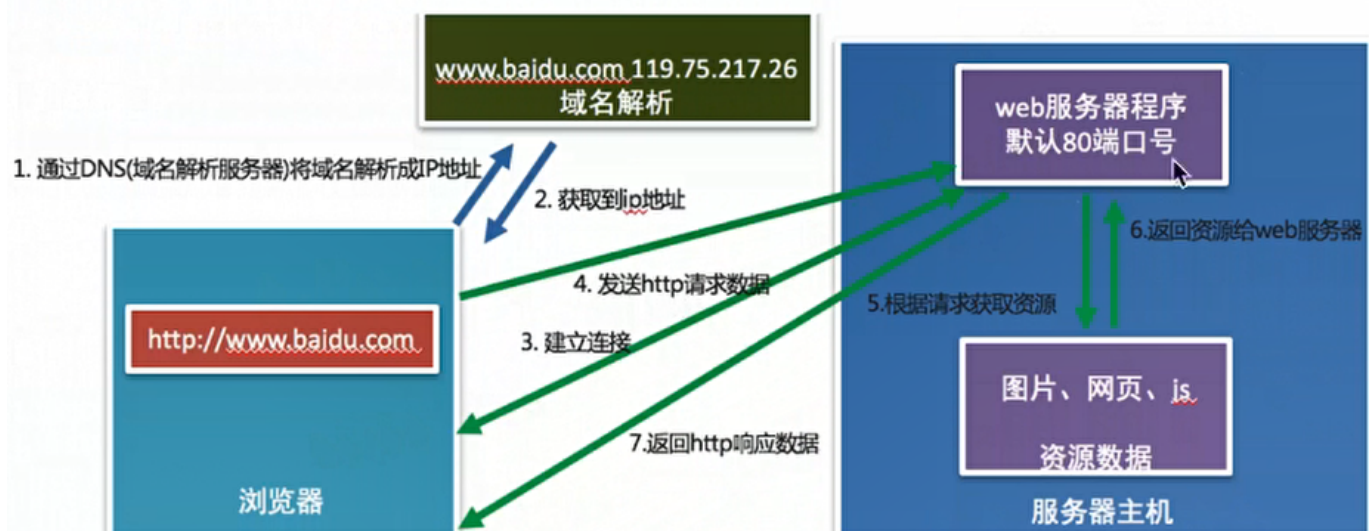 www.baidu.com 119.75.217.26
域名解析
web服务器程序
默认80端口号
1. 通过DNS(域名解析服务器)将域名解析成IP地址
2. 获取到ip地址
6.返回资源给web服务器
4. 发送http请求数据
5.根据请求获取资源
http://www.baidu.com
3. 建立连接
图片、网页、js
7.返回http响应数据
资源数据
浏览器
服务器主机